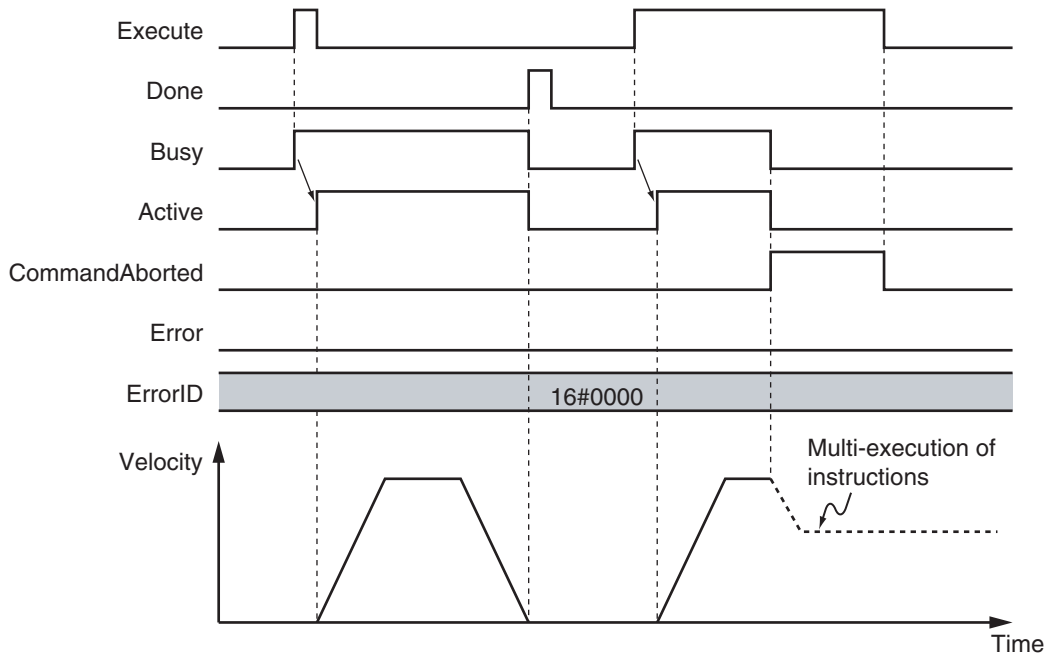 Execute
Done
Busy
Active
CommandAborted
Error
ErrorID
16#0000
Velocity
Multi-execution of
instructions
Time